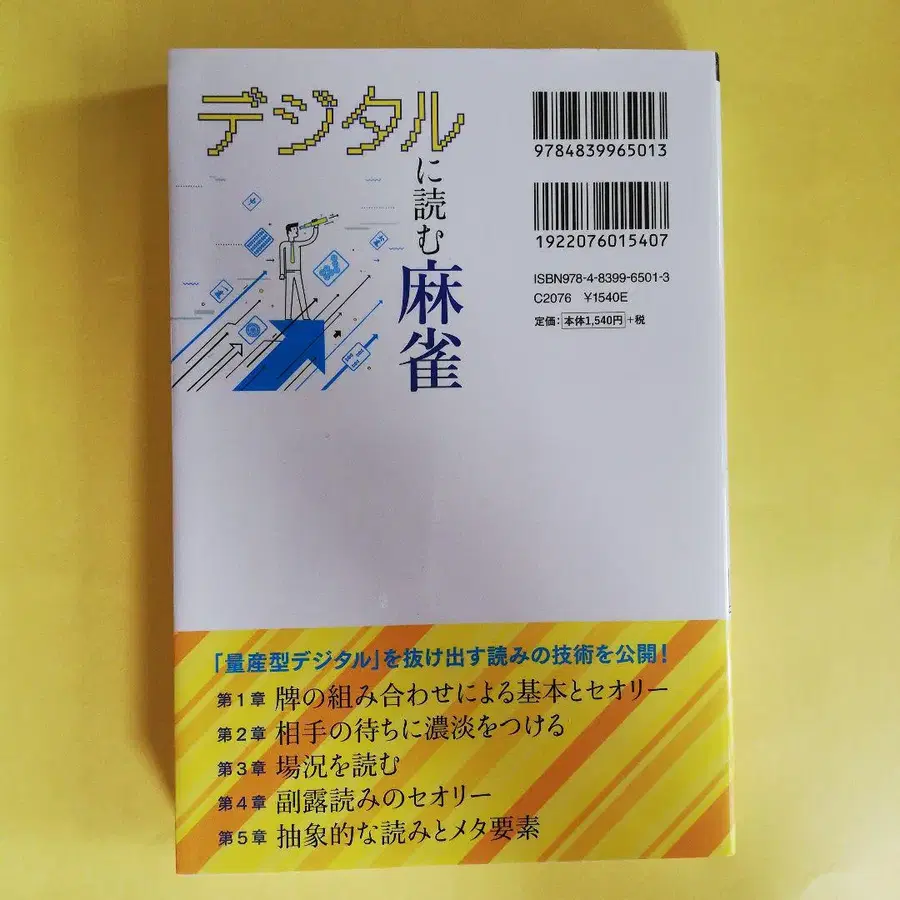 デジタルに読む麻雀
9784839965013
1922076015407
ISBN978-4-8399-6501-3
C2076 ¥1540E
定価:本体1,540円+税
「量産型デジタル」を抜け出す読みの技術を公開!
第1章 牌の組み合わせによる基本とセオリー
第2章 相手の待ちに濃淡をつける
第3章 場況を読む
第4章 副露読みのセオリー
第5章 抽象的な読みとメタ要素